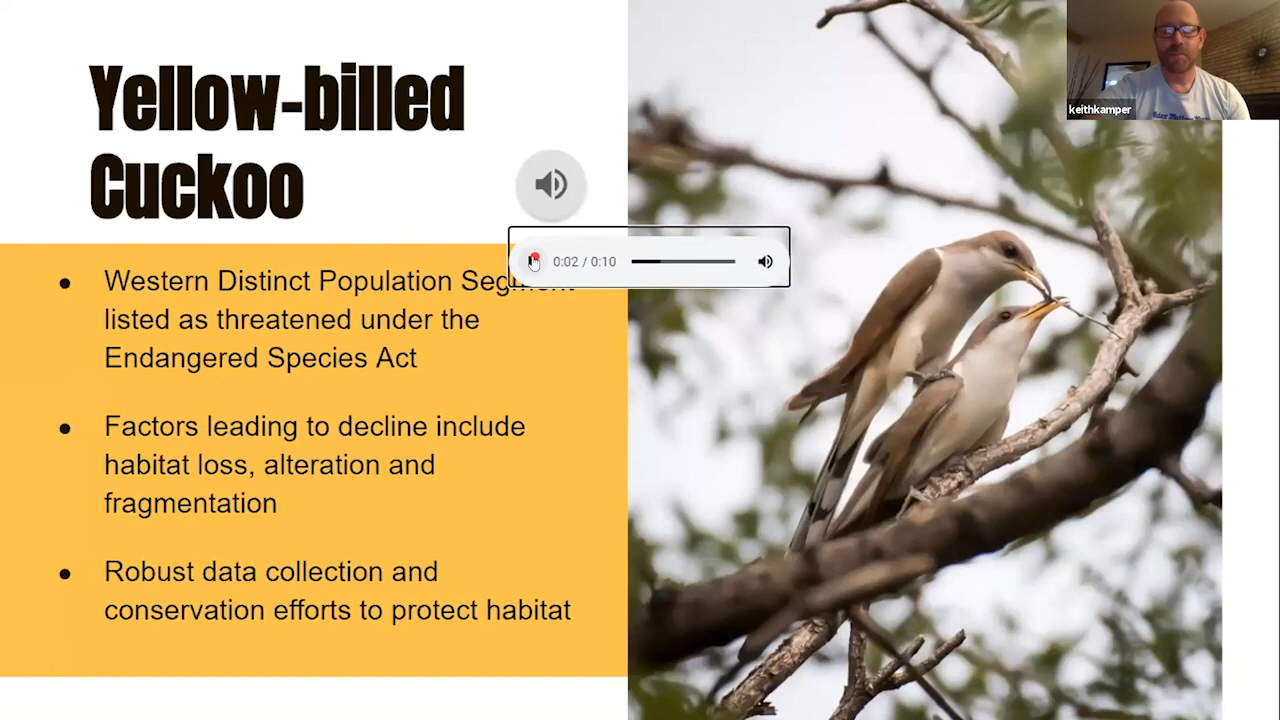 Yellow-billed
Cuckoo
keithkamper
0:02 / 0:10
Western Distinct Population Segment
listed as threatened under the
Endangered Species Act
Factors leading to decline include
habitat loss, alteration and
fragmentation
Robust data collection and
conservation efforts to protect habitat